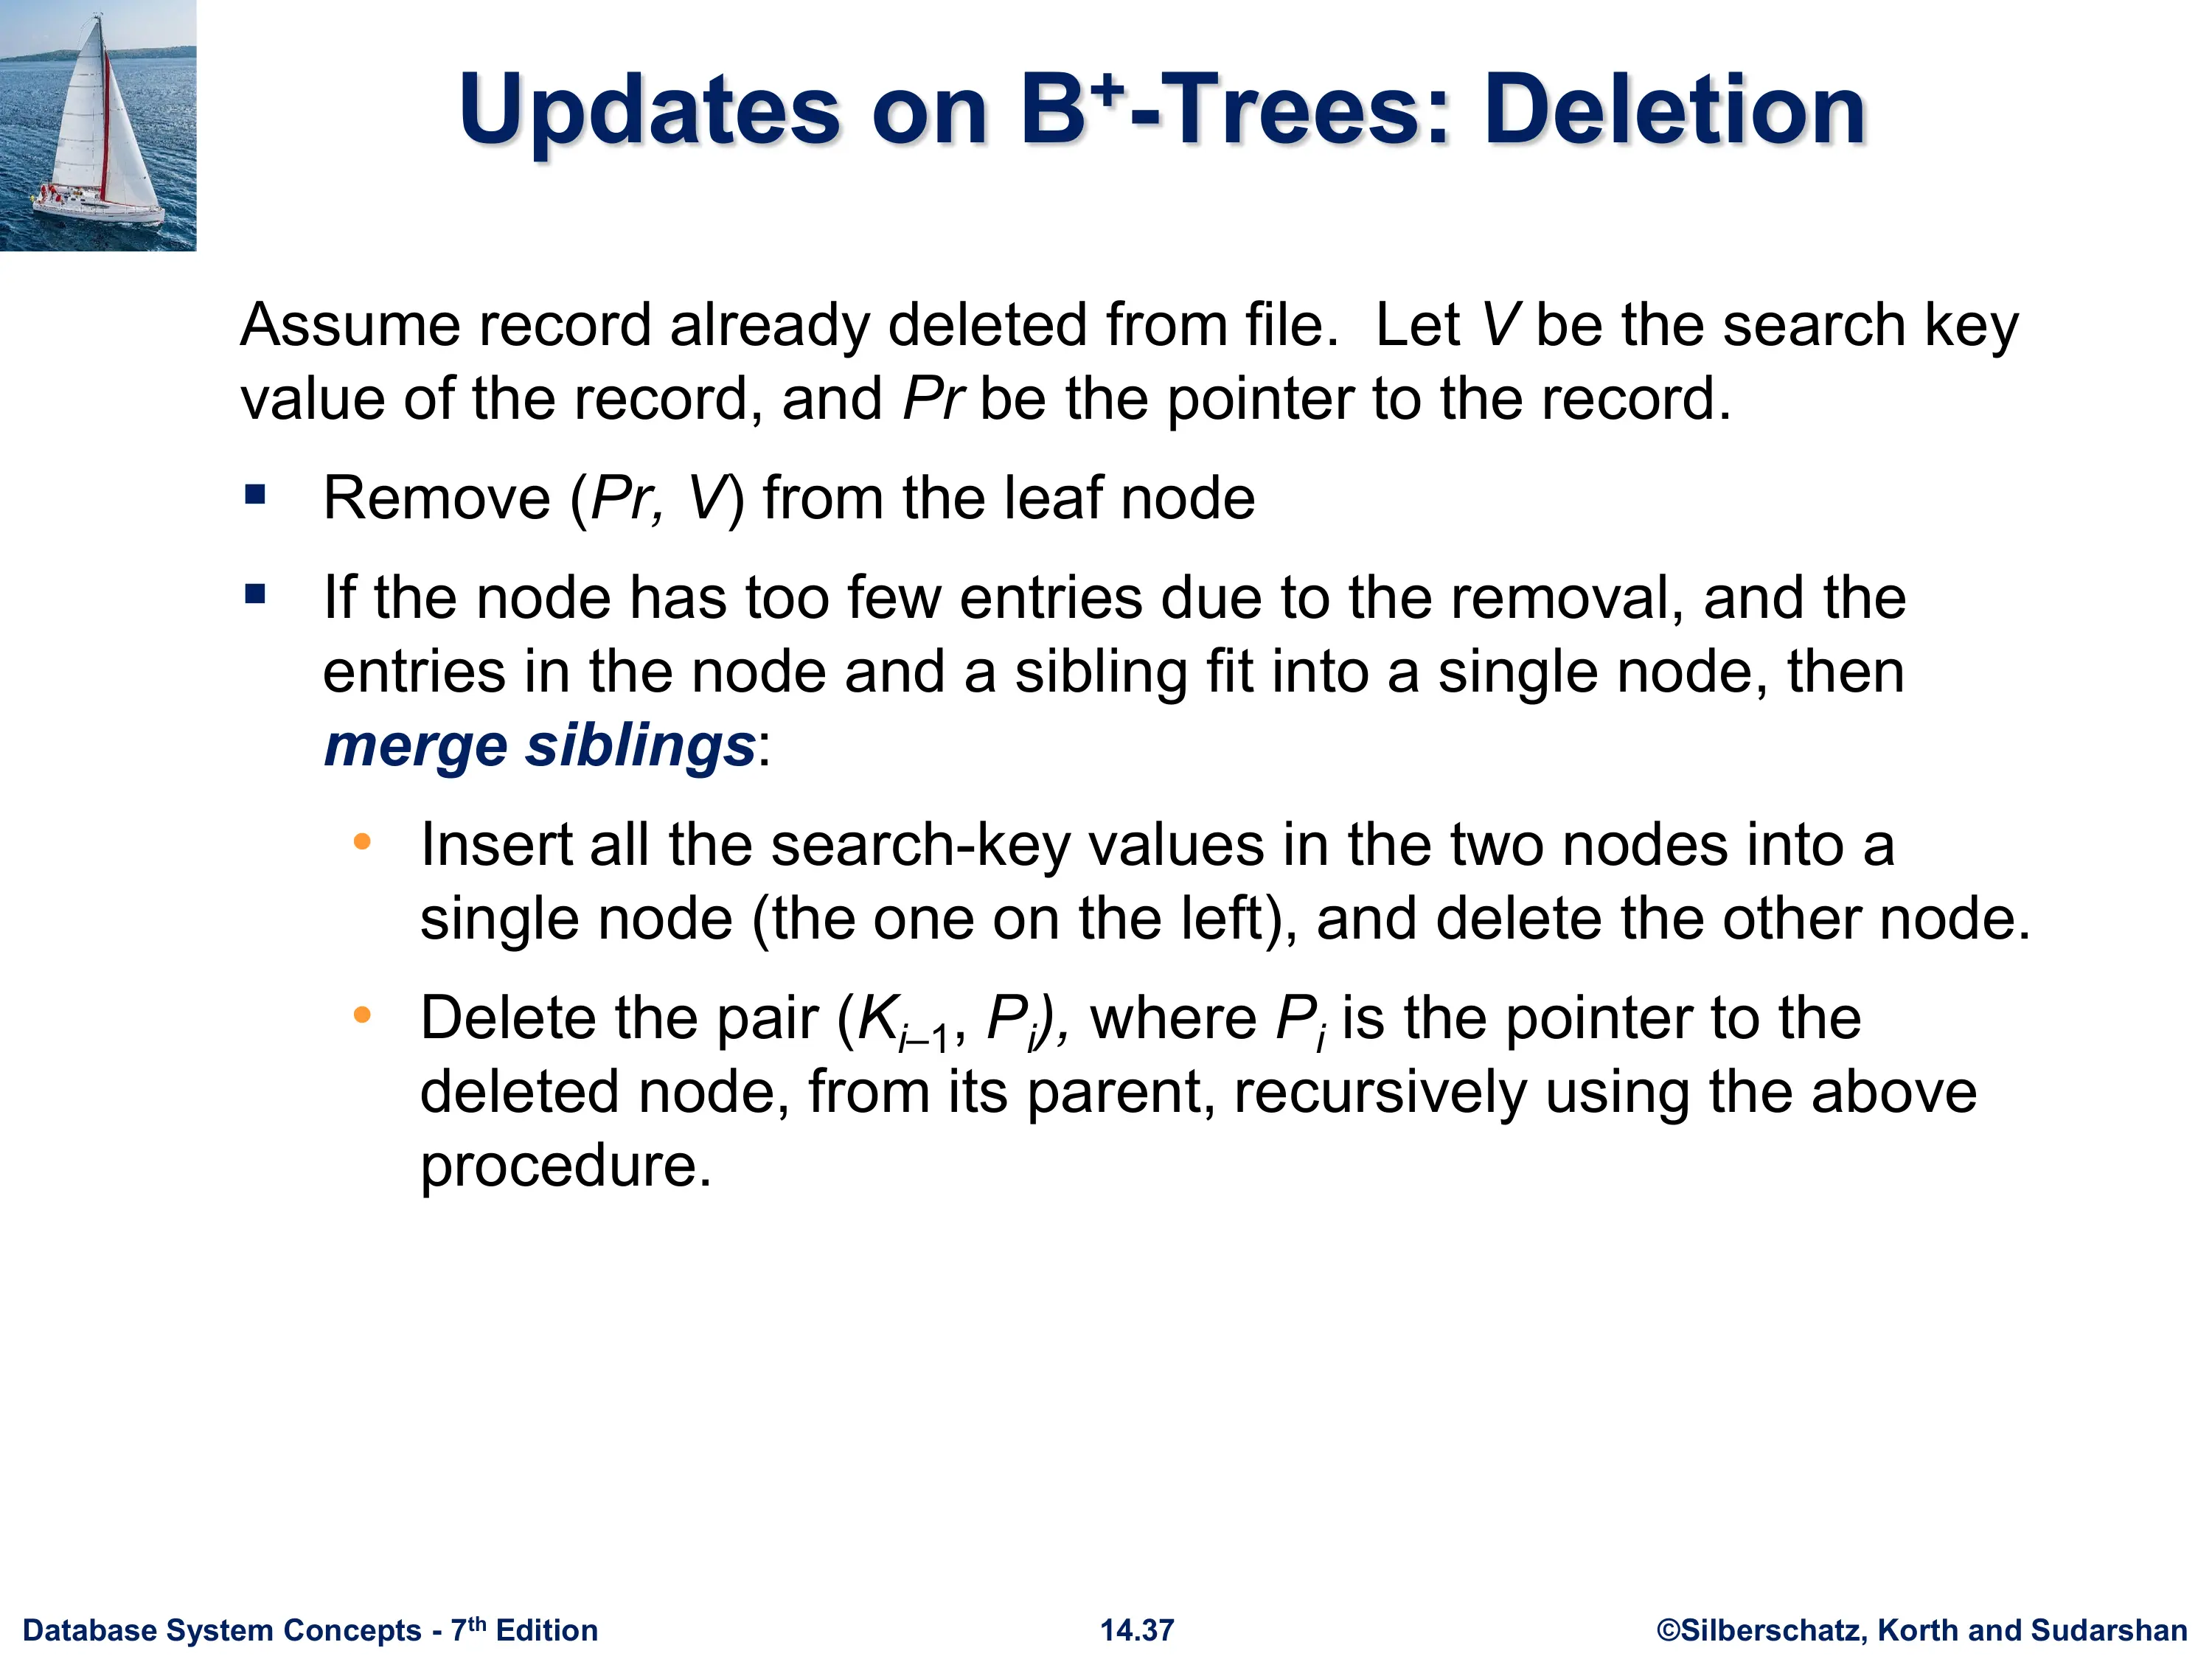 Updates on B⁺-Trees: Deletion
Assume record already deleted from file. Let V be the search key
value of the record, and Pr be the pointer to the record.
▪ Remove (Pr, V) from the leaf node
▪ If the node has too few entries due to the removal, and the
entries in the node and a sibling fit into a single node, then
merge siblings:
• Insert all the search-key values in the two nodes into a
single node (the one on the left), and delete the other node.
• Delete the pair (Kᵢ₋₁, Pᵢ), where Pᵢ is the pointer to the
deleted node, from its parent, recursively using the above
procedure.
Database System Concepts - 7ᵗʰ Edition
14.37
©Silberschatz, Korth and Sudarshan